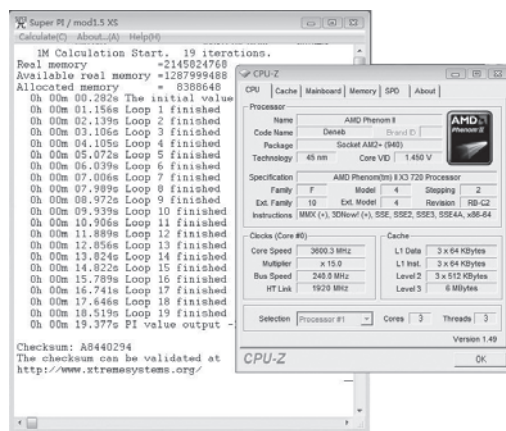 Super PI / mod1.5 XS
Calculate(C) About...(A) Help(H)
1M Calculation Start. 19 iterations.
Real memory =2145824768
Available real memory =1287999488
Allocated memory = 8388648
0h 00m 00.282s The initial value
0h 00m 01.156s Loop 1 finished
0h 00m 02.139s Loop 2 finished
0h 00m 03.106s Loop 3 finished
0h 00m 04.105s Loop 4 finished
0h 00m 05.072s Loop 5 finished
0h 00m 06.039s Loop 6 finished
0h 00m 07.006s Loop 7 finished
0h 00m 07.989s Loop 8 finished
0h 00m 08.972s Loop 9 finished
0h 00m 09.939s Loop 10 finished
0h 00m 10.906s Loop 11 finished
0h 00m 11.889s Loop 12 finished
0h 00m 12.856s Loop 13 finished
0h 00m 13.824s Loop 14 finished
0h 00m 14.822s Loop 15 finished
0h 00m 15.789s Loop 16 finished
0h 00m 16.741s Loop 17 finished
0h 00m 17.646s Loop 18 finished
0h 00m 18.519s Loop 19 finished
0h 00m 19.377s PI value output -
Checksum: A8440294
The checksum can be validated at
http://www.xtremesystems.org/
CPU-Z
CPU Cache Mainboard Memory SPD About
Processor
Name AMD Phenom II
Code Name Deneb Brand ID
Package Socket AM2+ (940)
Technology 45 nm Core VID 1.450 V
AMD
Phenom II
Specification AMD Phenom(tm) II X3 720 Processor
Family F Model 4 Stepping 2
Ext. Family 10 Ext. Model 4 Revision RB-C2
Instructions MMX (+), 3DNow! (+), SSE, SSE2, SSE3, SSE4A, x86-64
Clocks (Core #0)
Core Speed 3600.3 MHz
Multiplier x 15.0
Bus Speed 240.0 MHz
HT Link 1920 MHz
Cache
L1 Data 3 x 64 KBytes
L1 Inst. 3 x 64 KBytes
Level 2 3 x 512 KBytes
Level 3 6 MBytes
Selection Processor #1 Cores 3 Threads 3
Version 1.49
CPU-Z OK